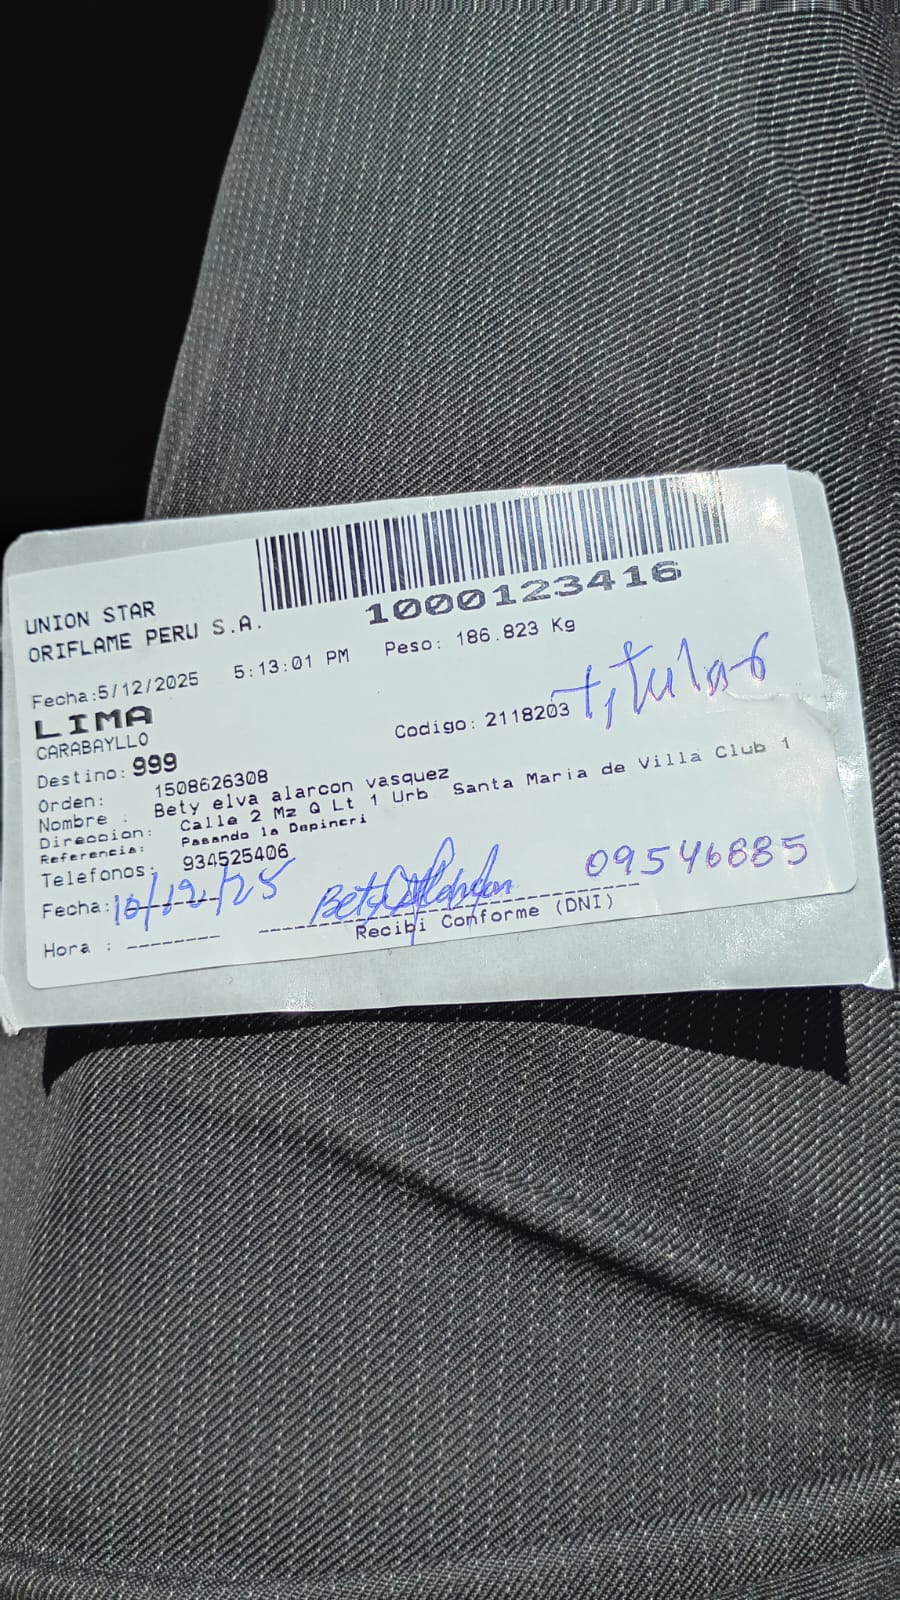 UNION STAR
ORIFLAME PERU S.A.
1000123416
Fecha:5/12/2025 5:13:01 PM Peso: 186.823 Kg
LIMA
CARABAYLLO
Codigo: 2118203 titular
Destino: 999
Orden: 1508626308
Nombre : Bety elva alarcon vasquez
Direccion: Calle 2 Mz Q Lt 1 Urb Santa Maria de Villa Club 1
Referencia: Pasando la Depincri
Telefonos: 934525406
Fecha: 10/12/25
09546885
Hora : --------
Recibi Conforme (DNI)